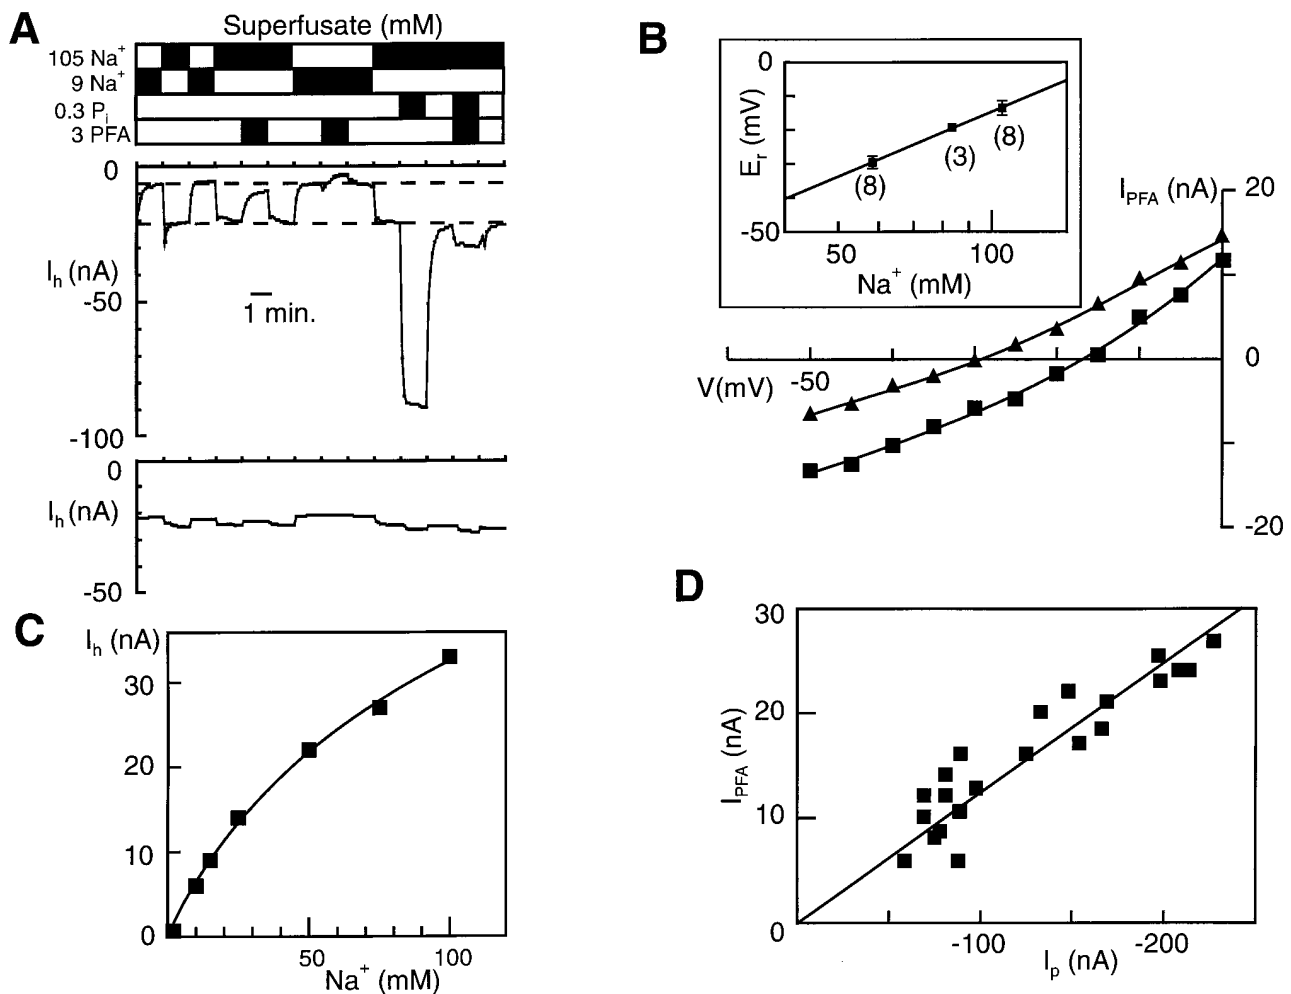 A
Superfusate (mM)
105 Na⁺
9 Na⁺
0.3 Pᵢ
3 PFA
0
Iₕ (nA)
-50
1 min.
-100
0
Iₕ (nA)
-50
B
0
Eᵣ (mV)
-50
(8)
(3)
(8)
50
100
Na⁺ (mM)
I_PFA (nA)
20
0
-20
V(mV)
-50
C
Iₕ (nA)
30
20
10
0
50
100
Na⁺ (mM)
D
30
20
10
0
I_PFA (nA)
-100
-200
Iₚ (nA)